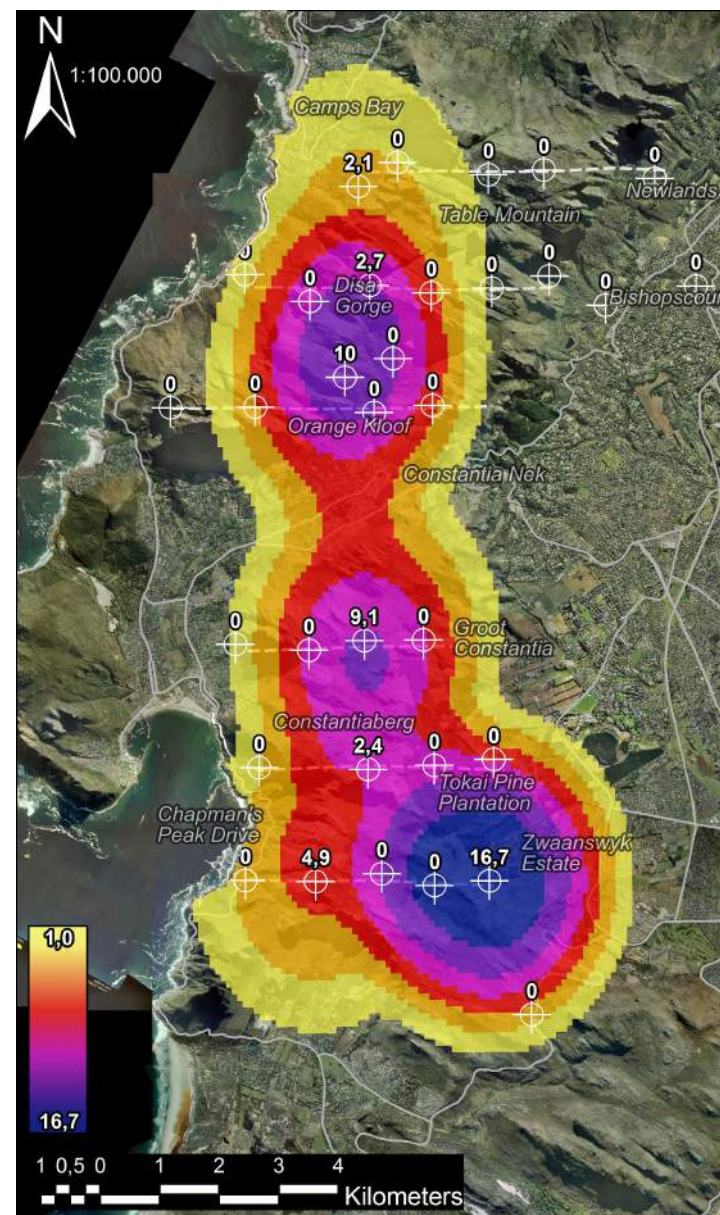 N
1:100.000
Camps Bay
0
2,1
0
0
0
Newlands
Table Mountain
0
2,7
0
0
0
0
0
Disa
Gorge
Bishopscour
0
10
0
0
0
0
0
Orange Kloof
Constantia Nek
0
0
9,1
0
Groot
Constantia
Constantiaberg
0
2,4
0
0
Tokai Pine
Plantation
Chapman's
Peak Drive
Zwaanswyk
Estate
0
4,9
0
0
16,7
0
1,0
16,7
1 0,5 0 1 2 3 4
Kilometers